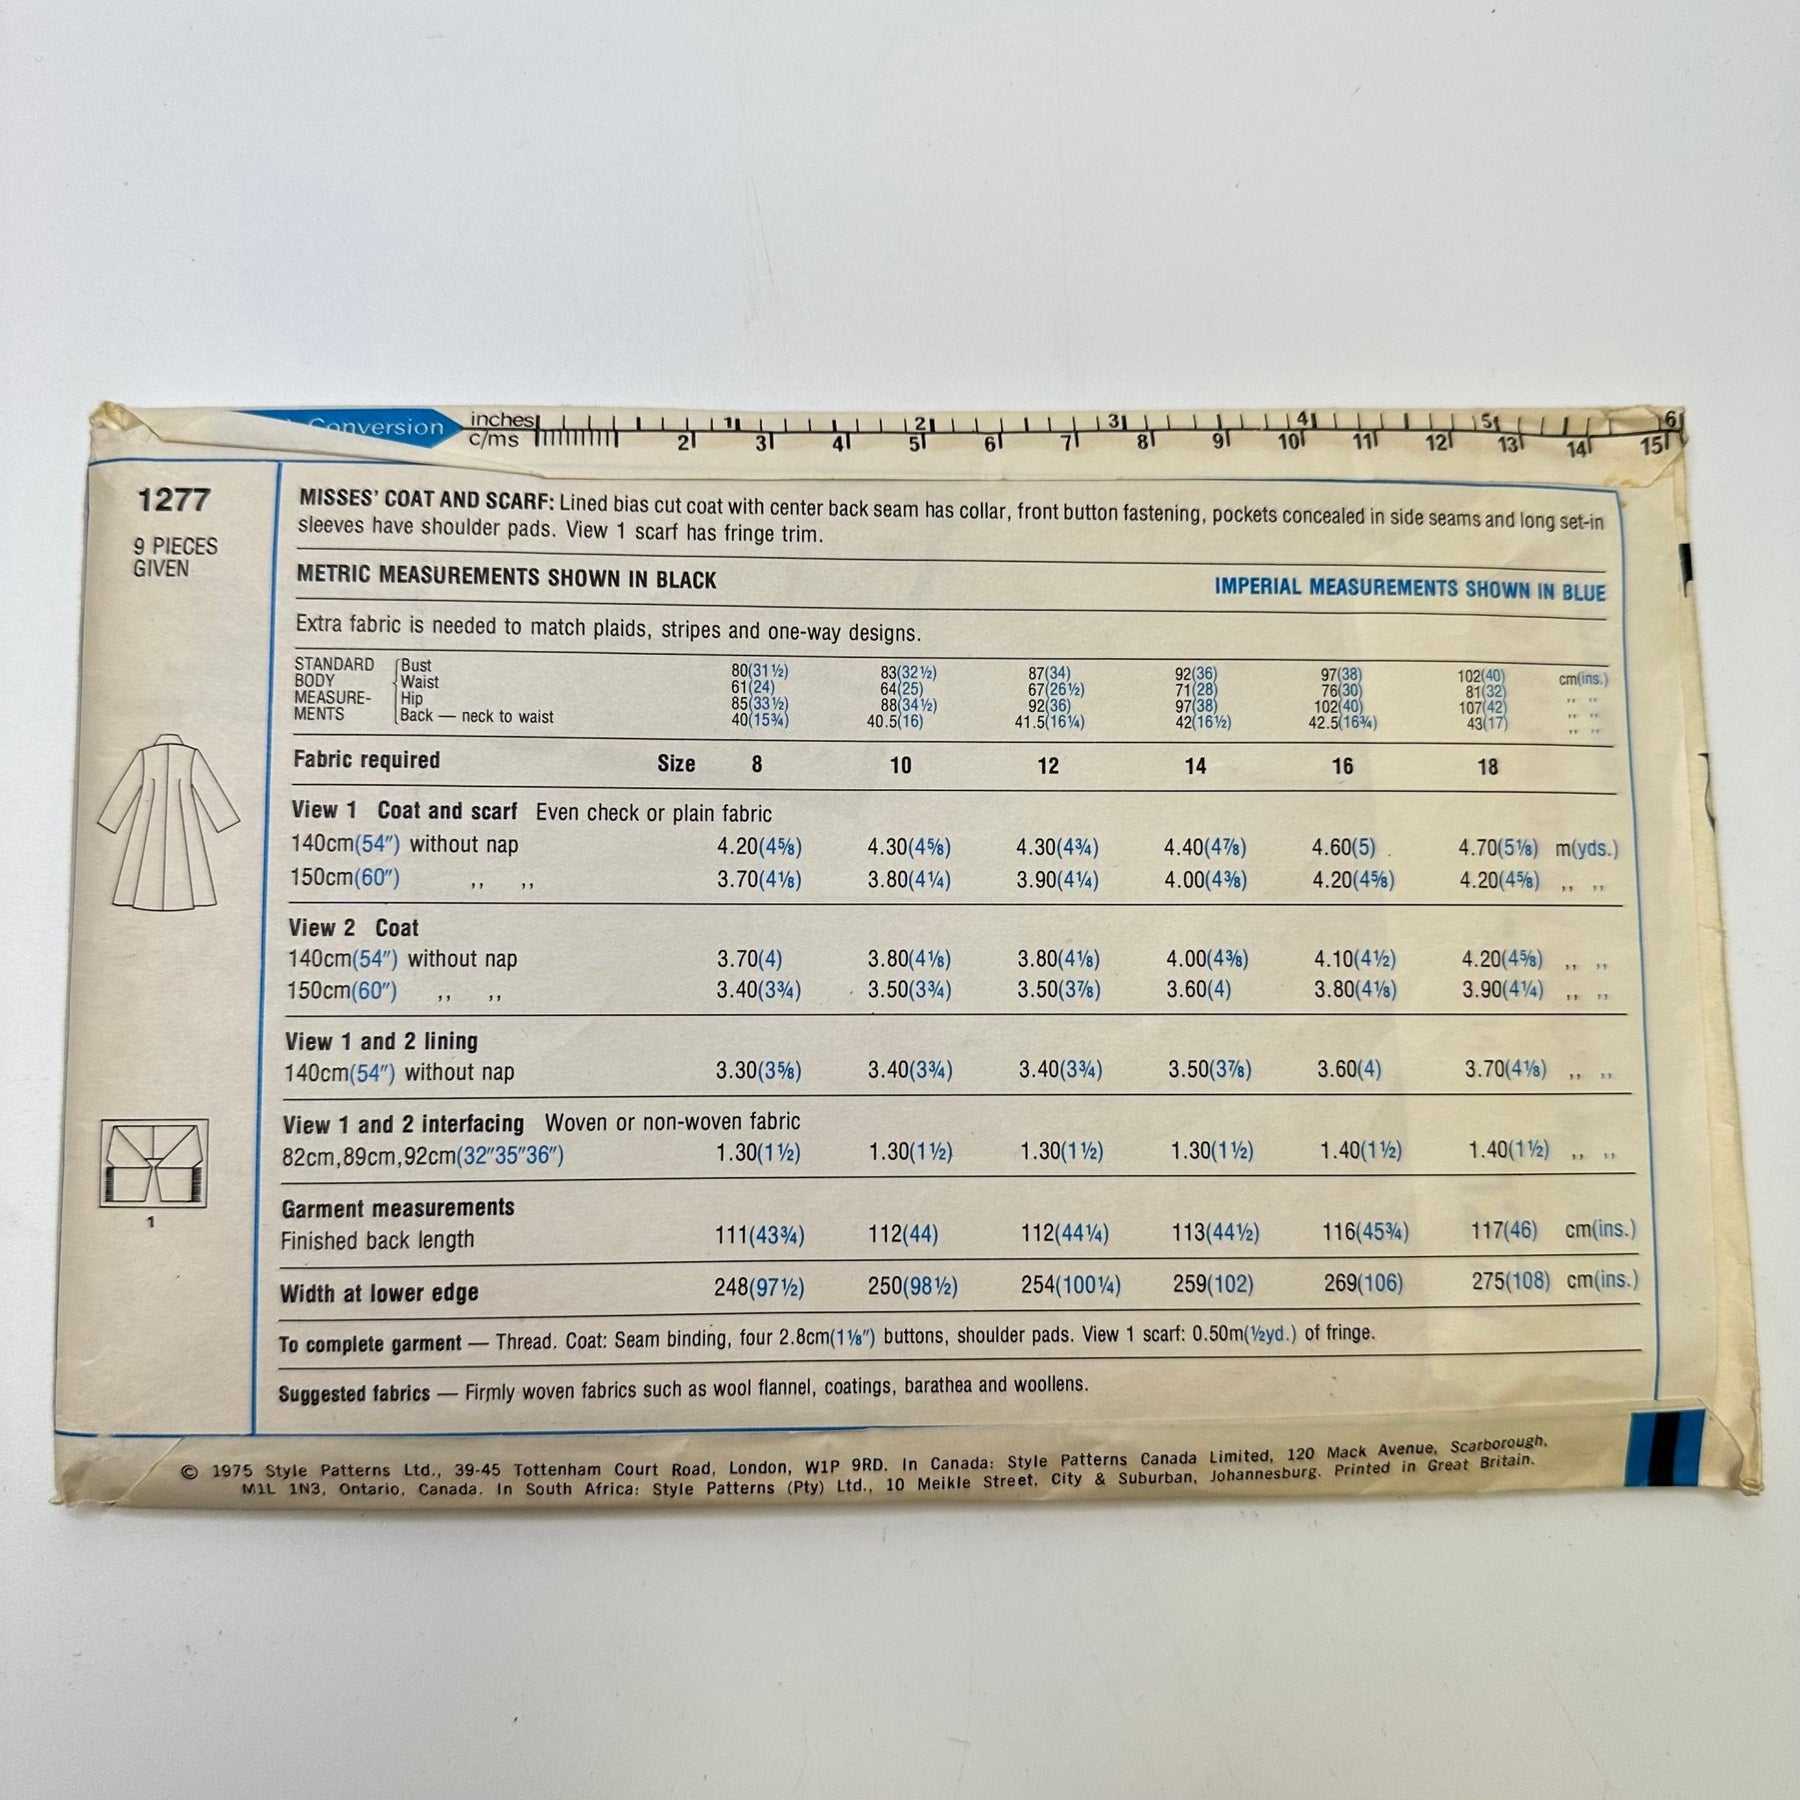 Conversion
inches 1 2 3 4 5 6
c/ms 2 3 4 5 6 7 8 9 10 11 12 13 14 15
1277
9 PIECES
GIVEN
MISSES' COAT AND SCARF: Lined bias cut coat with center back seam has collar, front button fastening, pockets concealed in side seams and long set-in
sleeves have shoulder pads. View 1 scarf has fringe trim.
METRIC MEASUREMENTS SHOWN IN BLACK IMPERIAL MEASUREMENTS SHOWN IN BLUE
Extra fabric is needed to match plaids, stripes and one-way designs.
STANDARD Bust 80(31½) 83(32½) 87(34) 92(36) 97(38) 102(40) cm(ins.)
BODY Waist 61(24) 64(25) 67(26½) 71(28) 76(30) 81(32) ,, ,,
MEASURE- Hip 85(33½) 88(34½) 92(36) 97(38) 102(40) 107(42) ,, ,,
MENTS Back — neck to waist 40(15¾) 40.5(16) 41.5(16¼) 42(16½) 42.5(16¾) 43(17) ,, ,,
Fabric required Size 8 10 12 14 16 18
View 1 Coat and scarf Even check or plain fabric
140cm(54") without nap 4.20(4⅝) 4.30(4⅝) 4.30(4¾) 4.40(4⅞) 4.60(5) 4.70(5⅛) m(yds.)
150cm(60") ,, ,, 3.70(4⅛) 3.80(4¼) 3.90(4¼) 4.00(4⅜) 4.20(4⅝) 4.20(4⅝) ,, ,,
View 2 Coat
140cm(54") without nap 3.70(4) 3.80(4⅛) 3.80(4⅛) 4.00(4⅜) 4.10(4½) 4.20(4⅝) ,, ,,
150cm(60") ,, ,, 3.40(3¾) 3.50(3¾) 3.50(3⅞) 3.60(4) 3.80(4⅛) 3.90(4¼) ,, ,,
View 1 and 2 lining
140cm(54") without nap 3.30(3⅝) 3.40(3¾) 3.40(3¾) 3.50(3⅞) 3.60(4) 3.70(4⅛) ,, ,,
View 1 and 2 interfacing Woven or non-woven fabric
82cm,89cm,92cm(32"35"36") 1.30(1½) 1.30(1½) 1.30(1½) 1.30(1½) 1.40(1½) 1.40(1½) ,, ,,
Garment measurements
Finished back length 111(43¾) 112(44) 112(44¼) 113(44½) 116(45¾) 117(46) cm(ins.)
Width at lower edge 248(97½) 250(98½) 254(100¼) 259(102) 269(106) 275(108) cm(ins.)
To complete garment — Thread. Coat: Seam binding, four 2.8cm(1⅛") buttons, shoulder pads. View 1 scarf: 0.50m(½yd.) of fringe.
Suggested fabrics — Firmly woven fabrics such as wool flannel, coatings, barathea and woollens.
1
© 1975 Style Patterns Ltd., 39-45 Tottenham Court Road, London, W1P 9RD. In Canada: Style Patterns Canada Limited, 120 Mack Avenue, Scarborough,
M1L 1N3, Ontario, Canada. In South Africa: Style Patterns (Pty) Ltd., 10 Meikle Street, City & Suburban, Johannesburg. Printed in Great Britain.